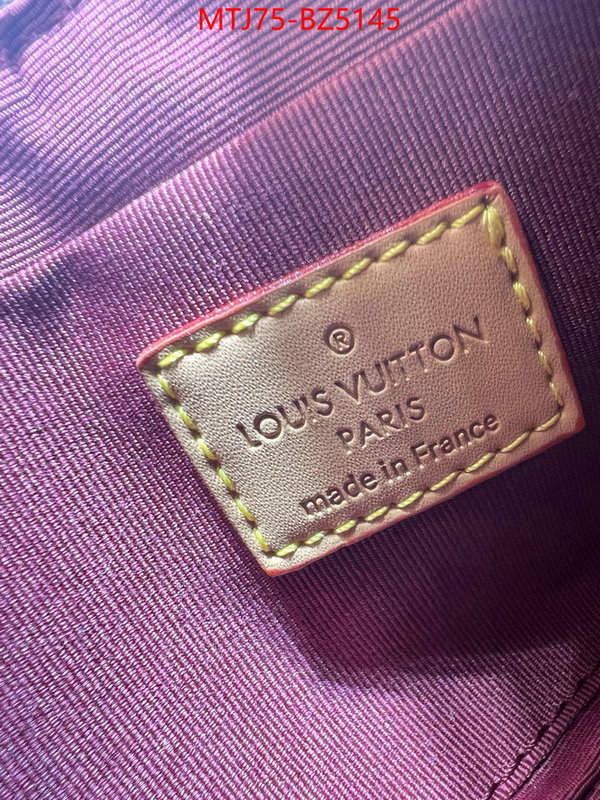 MTJ75-BZ5145
®
LOUIS VUITTON
PARIS
made in France